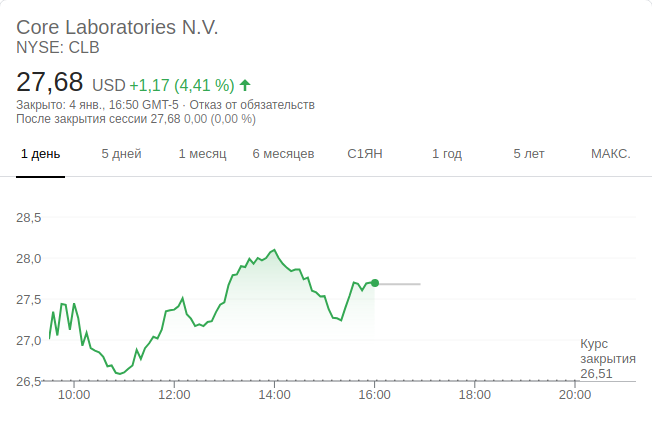 Core Laboratories N.V.
NYSE: CLB
27,68 USD +1,17 (4,41 %) ↑
Закрыто: 4 янв., 16:50 GMT-5 · Отказ от обязательств
После закрытия сессии 27,68 0,00 (0,00 %)
1 день 5 дней 1 месяц 6 месяцев С1ЯН 1 год 5 лет МАКС.
28,5
28,0
27,5
27,0
26,5
Курс
закрытия
26,51
10:00 12:00 14:00 16:00 18:00 20:00